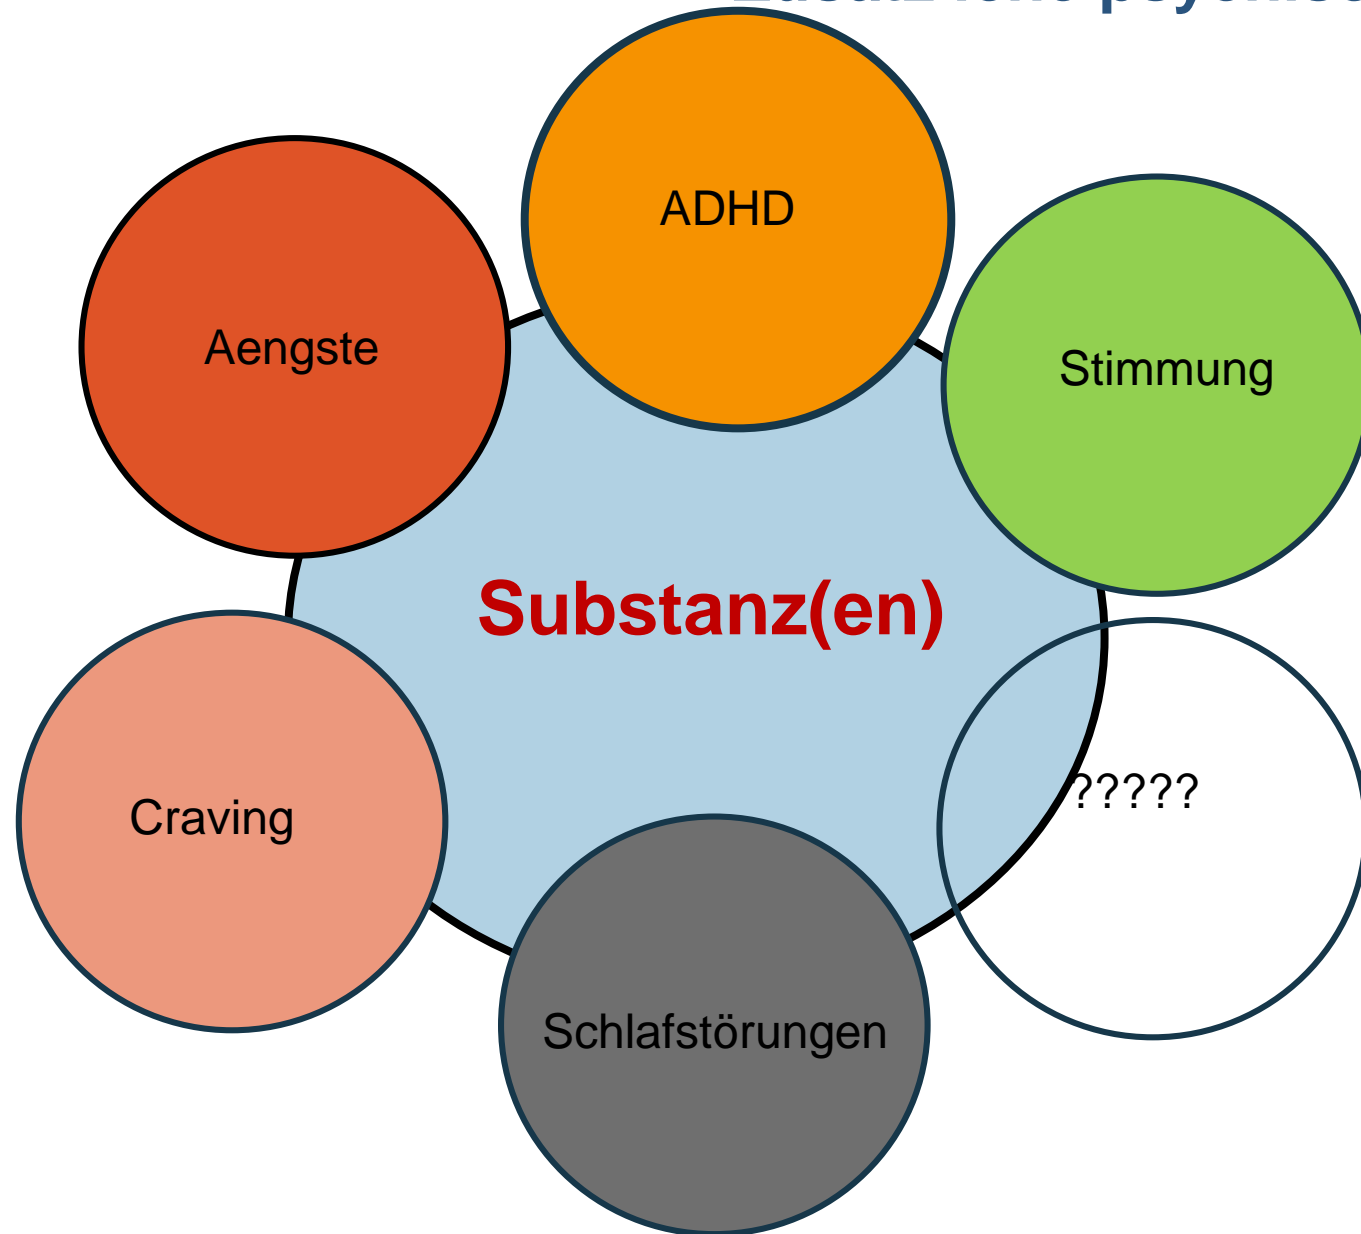 ADHD
Aengste
Stimmung
Substanz(en)
?????
Craving
Schlafstörungen